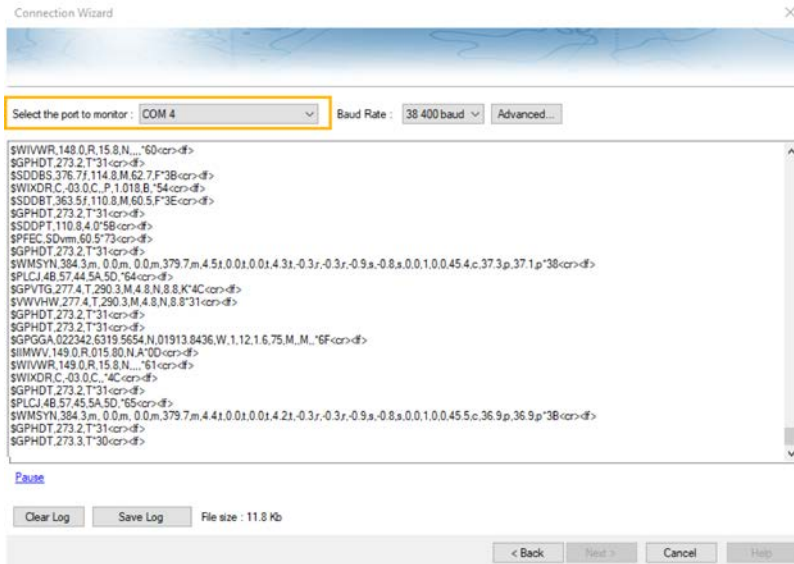 Connection Wizard
Select the port to monitor : COM 4 Baud Rate : 38 400 baud Advanced...
$WIVWR,148.0,R,15.8,N,,,,*60<cr><lf>
$GPHDT,273.2,T*31<cr><lf>
$SDDBS,376.7,f,114.8,M,62.7,F*3B<cr><lf>
$WIXDR,C,-03.0,C,,P,1.018,B,*54<cr><lf>
$SDDBT,363.5,f,110.8,M,60.5,F*3E<cr><lf>
$GPHDT,273.2,T*31<cr><lf>
$SDDPT,110.8,4.0*5B<cr><lf>
$PFEC,SDvrm,60.5*73<cr><lf>
$GPHDT,273.2,T*31<cr><lf>
$WMSYN,384.3,m, 0.0,m, 0.0,m,379.7,m,4.5,t,0.0,t,0.0,t,4.3,t,-0.3,r,-0.3,r,-0.9,s,-0.8,s,0,0,1,0,0,45.4,c,37.3,p,37.1,p*38<cr><lf>
$PLCJ,4B,57,44,5A,5D,*64<cr><lf>
$GPVTG,277.4,T,290.3,M,4.8,N,8.8,K*4C<cr><lf>
$VWVHW,277.4,T,290.3,M,4.8,N,8.8*31<cr><lf>
$GPHDT,273.2,T*31<cr><lf>
$GPHDT,273.2,T*31<cr><lf>
$GPGGA,022342,6319.5654,N,01913.8436,W,1,12,1.6,75,M,,M,,*6F<cr><lf>
$IIMWV,149.0,R,015.80,N,A*0D<cr><lf>
$WIVWR,149.0,R,15.8,N,,,,*61<cr><lf>
$WIXDR,C,-03.0,C,,*4C<cr><lf>
$GPHDT,273.2,T*31<cr><lf>
$PLCJ,4B,57,45,5A,5D,*65<cr><lf>
$WMSYN,384.3,m, 0.0,m, 0.0,m,379.7,m,4.4,t,0.0,t,0.0,t,4.2,t,-0.3,r,-0.3,r,-0.9,s,-0.8,s,0,0,1,0,0,45.5,c,36.9,p,36.9,p*3B<cr><lf>
$GPHDT,273.2,T*31<cr><lf>
$GPHDT,273.3,T*30<cr><lf>
Pause
Clear Log Save Log File size : 11.8 Kb
< Back Next > Cancel Help